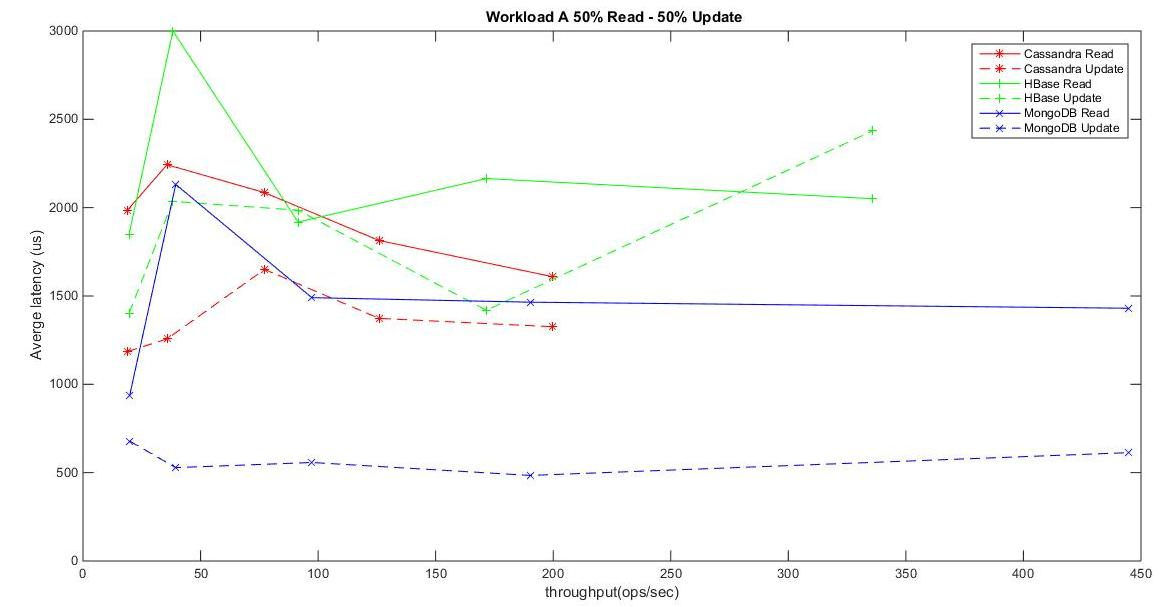 Workload A 50% Read - 50% Update
3000
2500
2000
1500
1000
500
0
Averge latency (us)
Cassandra Read
Cassandra Update
HBase Read
HBase Update
MongoDB Read
MongoDB Update
0 50 100 150 200 250 300 350 400 450
throughput(ops/sec)